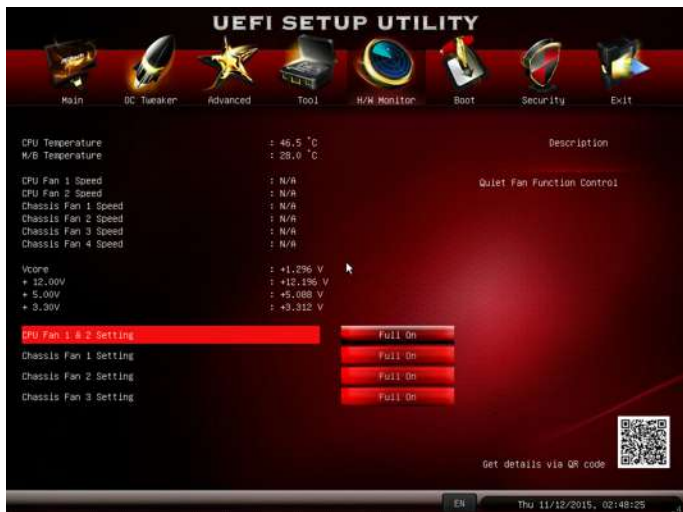 UEFI SETUP UTILITY
Main OC Tweaker Advanced Tool H/W Monitor Boot Security Exit
CPU Temperature : 46.5 °C
M/B Temperature : 28.0 °C
CPU Fan 1 Speed : N/A
CPU Fan 2 Speed : N/A
Chassis Fan 1 Speed : N/A
Chassis Fan 2 Speed : N/A
Chassis Fan 3 Speed : N/A
Chassis Fan 4 Speed : N/A
Vcore : +1.296 V
+ 12.00V : +12.196 V
+ 5.00V : +5.088 V
+ 3.30V : +3.312 V
CPU Fan 1 & 2 Setting Full On
Chassis Fan 1 Setting Full On
Chassis Fan 2 Setting Full On
Chassis Fan 3 Setting Full On
Description
Quiet Fan Function Control
Get details via QR code
EN Thu 11/12/2015, 02:48:25